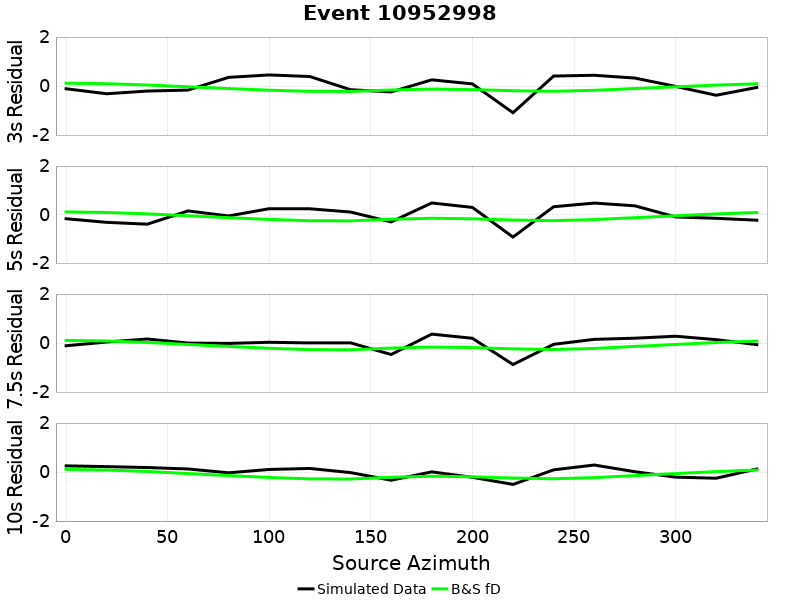 Event 10952998
3s Residual
2
0
-2
5s Residual
2
0
-2
7.5s Residual
2
0
-2
10s Residual
2
0
-2
0 50 100 150 200 250 300
Source Azimuth
Simulated Data B&S fD